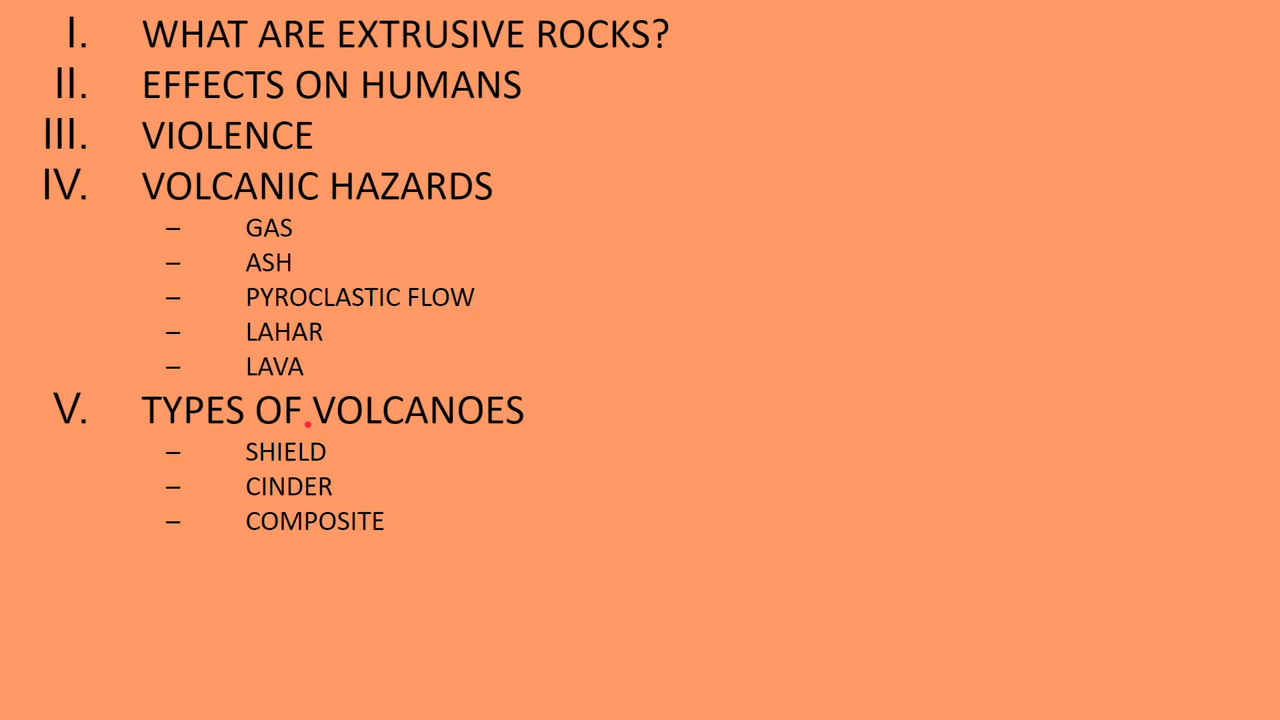 I. WHAT ARE EXTRUSIVE ROCKS?
II. EFFECTS ON HUMANS
III. VIOLENCE
IV. VOLCANIC HAZARDS
– GAS
– ASH
– PYROCLASTIC FLOW
– LAHAR
– LAVA
V. TYPES OF VOLCANOES
– SHIELD
– CINDER
– COMPOSITE